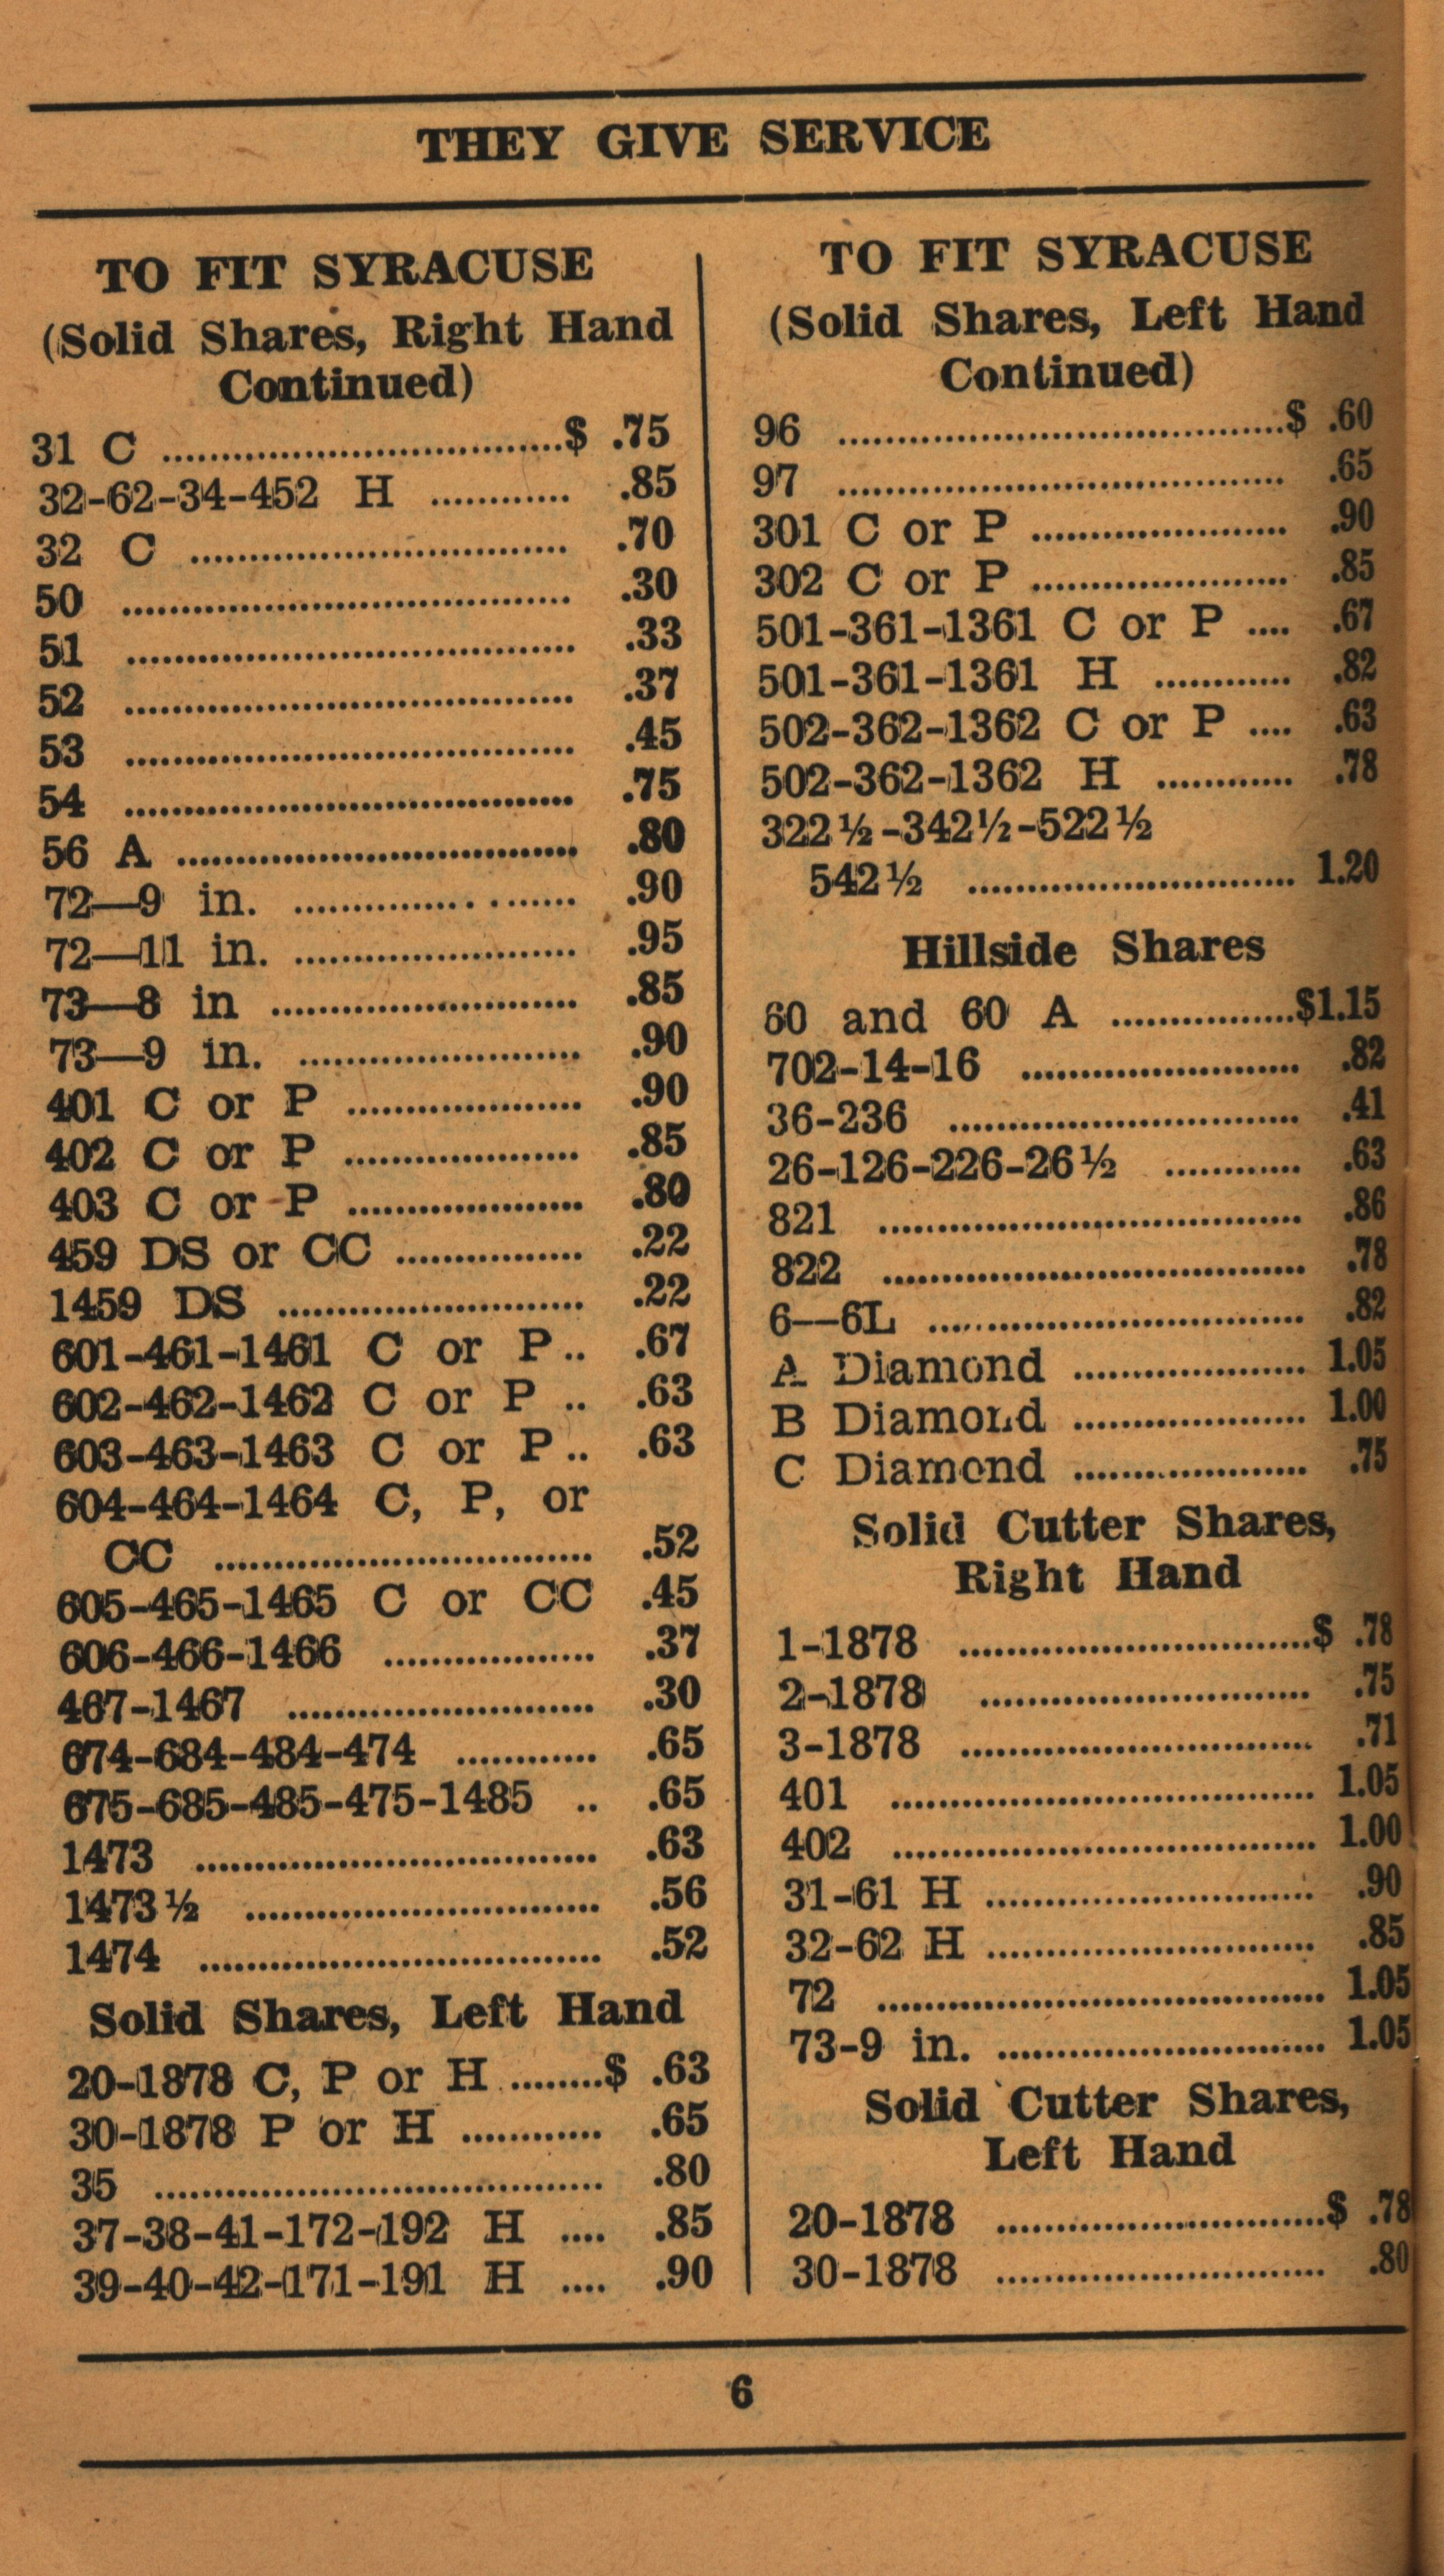 THEY GIVE SERVICE
TO FIT SYRACUSE
(Solid Shares, Right Hand
Continued)
31 C ..................................$ .75
32-62-34-452 H ............ .85
32 C ................................ .70
50 ...................................... .30
51 ...................................... .33
52 ...................................... .37
53 ...................................... .45
54 ...................................... .75
56 A .................................. .80
72—9 in. ........................ .90
72—11 in. ........................ .95
73—8 in .......................... .85
73—9 in. ........................ .90
401 C or P .................... .90
402 C or P .................... .85
403 C or P .................... .80
459 DS or CC ................ .22
1459 DS .......................... .22
601-461-1461 C or P .. .67
602-462-1462 C or P .. .63
603-463-1463 C or P .. .63
604-464-1464 C, P, or
CC ................................ .52
605-465-1465 C or CC .45
606-466-1466 .................. .37
467-1467 .......................... .30
674-684-484-474 ............ .65
675-685-485-475-1485 .. .65
1473 .................................. .63
1473½ .............................. .56
1474 .................................. .52
Solid Shares, Left Hand
20-1878 C, P or H .........$ .63
30-1878 P or H ............ .65
35 ...................................... .80
37-38-41-172-192 H .... .85
39-40-42-171-191 H .... .90
TO FIT SYRACUSE
(Solid Shares, Left Hand
Continued)
96 ......................................$ .60
97 ...................................... .65
301 C or P ...................... .90
302 C or P ...................... .85
501-361-1361 C or P .... .67
501-361-1361 H ............ .82
502-362-1362 C or P .... .63
502-362-1362 H ............ .78
322½-342½-522½
542½ ............................ 1.20
Hillside Shares
60 and 60 A ................$1.15
702-14-16 ........................ .82
36-236 .............................. .41
26-126-226-26½ ............ .63
821 .................................... .86
822 .................................... .78
6—6L ................................ .82
A Diamond .................... 1.05
B Diamond .................... 1.00
C Diamond .................... .75
Solid Cutter Shares,
Right Hand
1-1878 ..............................$ .78
2-1878 ............................ .75
3-1878 .............................. .71
401 .................................... 1.05
402 .................................... 1.00
31-61 H ............................ .90
32-62 H ............................ .85
72 ...................................... 1.05
73-9 in. ............................ 1.05
Solid Cutter Shares,
Left Hand
20-1878 ............................$ .78
30-1878 ............................ .80
6